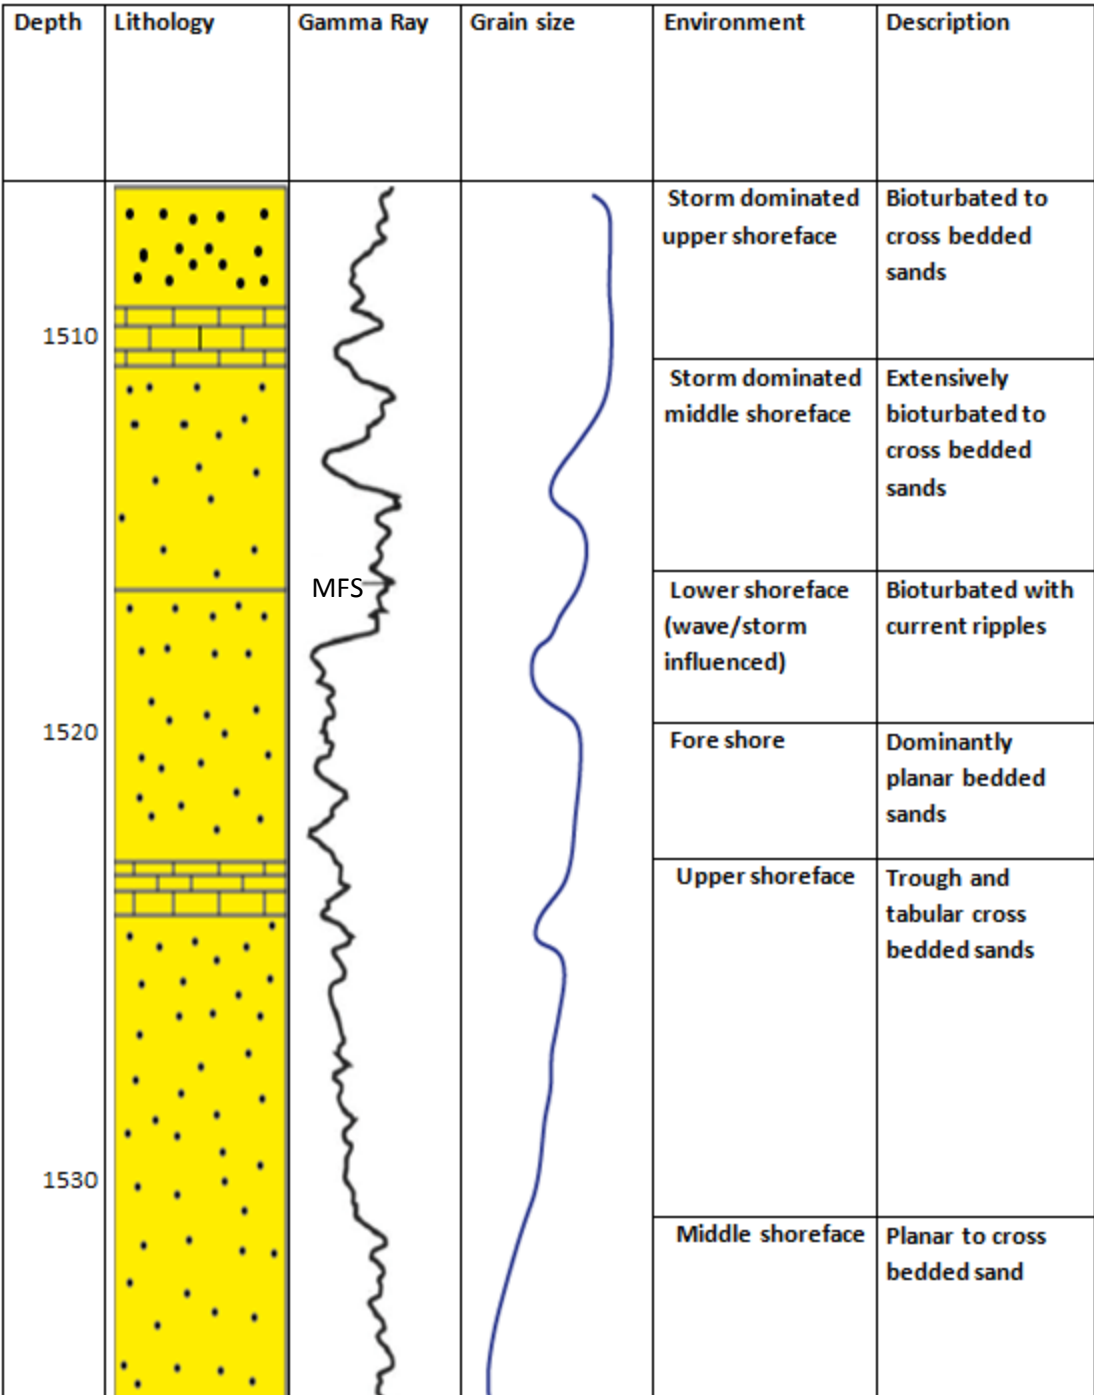 Depth
Lithology
Gamma Ray
Grain size
Environment
Description
Storm dominated
upper shoreface
Bioturbated to
cross bedded
sands
1510
Storm dominated
middle shoreface
Extensively
bioturbated to
cross bedded
sands
MFS
Lower shoreface
(wave/storm
influenced)
Bioturbated with
current ripples
1520
Fore shore
Dominantly
planar bedded
sands
Upper shoreface
Trough and
tabular cross
bedded sands
1530
Middle shoreface
Planar to cross
bedded sand